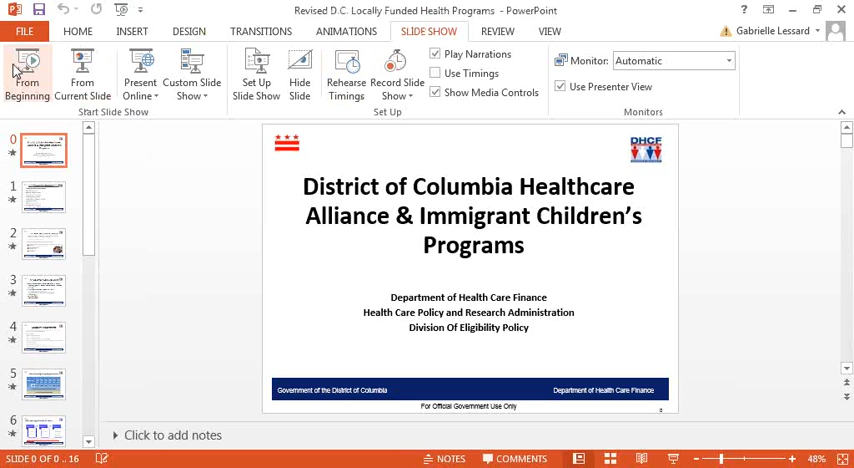 Revised D.C. Locally Funded Health Programs - PowerPoint
FILE HOME INSERT DESIGN TRANSITIONS ANIMATIONS SLIDE SHOW REVIEW VIEW Gabrielle Lessard
From Beginning
From Current Slide
Present Online
Custom Slide Show
Start Slide Show
Set Up Slide Show
Hide Slide
Rehearse Timings
Record Slide Show
Play Narrations
Use Timings
Show Media Controls
Set Up
Monitor: Automatic
Use Presenter View
Monitors
0
1
2
3
4
5
6
DHCF
District of Columbia Healthcare
Alliance & Immigrant Children's
Programs
Department of Health Care Finance
Health Care Policy and Research Administration
Division Of Eligibility Policy
Government of the District of Columbia Department of Health Care Finance
For Official Government Use Only
Click to add notes
SLIDE 0 OF 0 .. 16 NOTES COMMENTS 48%